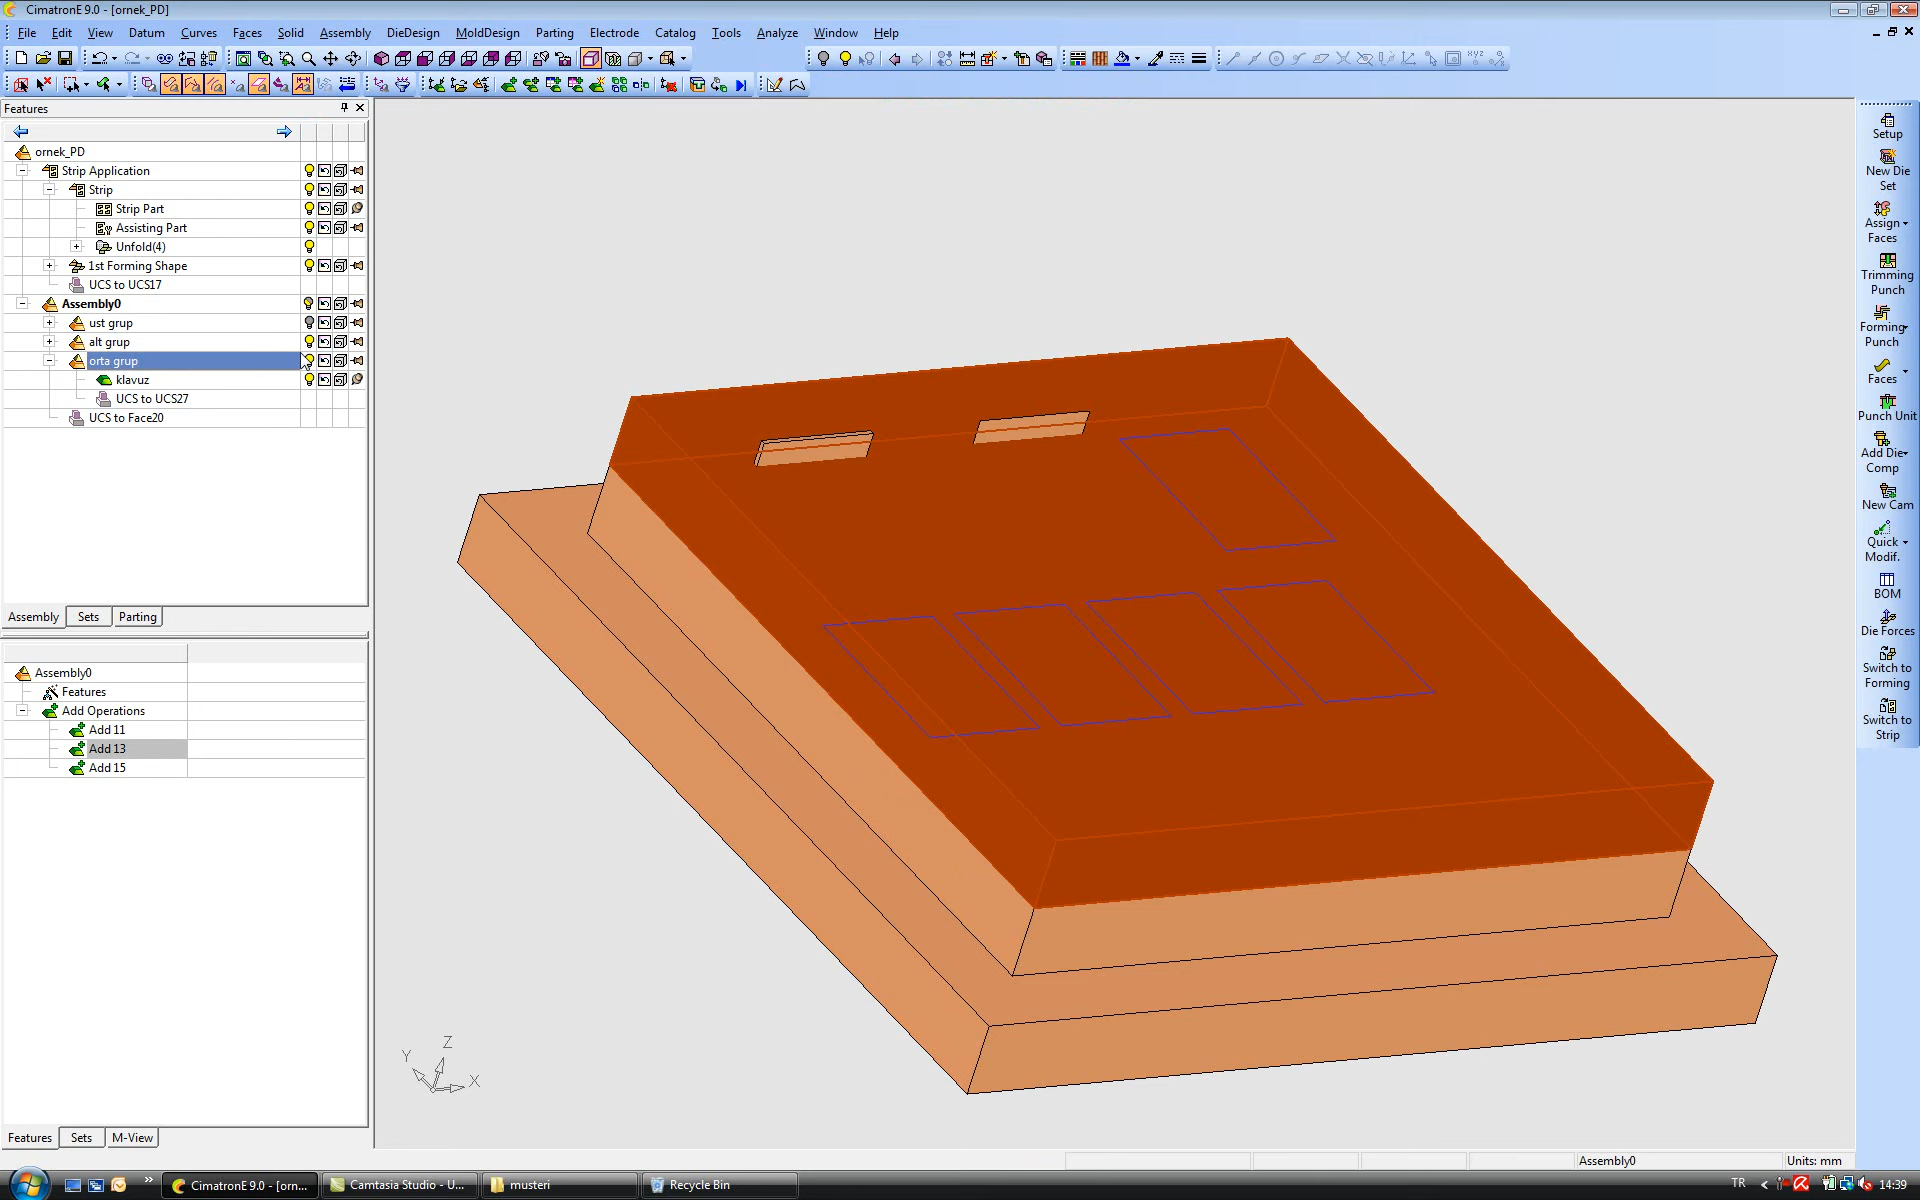 CimatronE 9.0 - [ornek_PD]
File Edit View Datum Curves Faces Solid Assembly DieDesign MoldDesign Parting Electrode Catalog Tools Analyze Window Help
Features
ornek_PD
Strip Application
Strip
Strip Part
Assisting Part
Unfold(4)
1st Forming Shape
UCS to UCS17
Assembly0
ust grup
alt grup
orta grup
klavuz
UCS to UCS27
UCS to Face20
Assembly Sets Parting
Assembly0
Features
Add Operations
Add 11
Add 13
Add 15
Features Sets M-View
Z
Y
X
Setup
New Die
Set
Assign
Faces
Trimming
Punch
Forming
Punch
Faces
Punch Unit
Add Die
Comp
New Cam
Quick
Modif.
BOM
Die Forces
Switch to
Forming
Switch to
Strip
Assembly0 Units: mm
CimatronE 9.0 - [orn... Camtasia Studio - U... musteri Recycle Bin TR 14:39